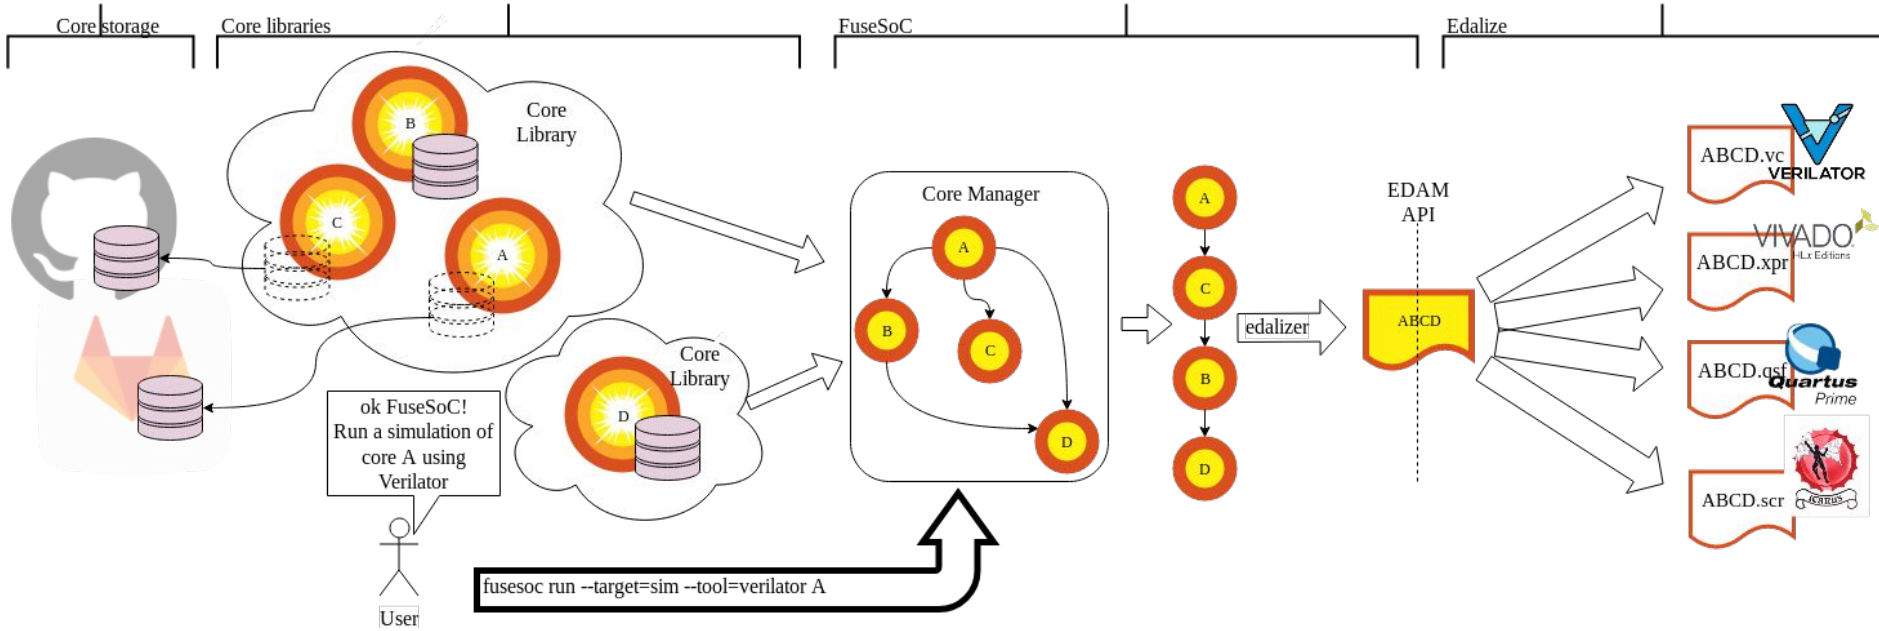 Core storage
Core libraries
FuseSoC
Edalize
B
Core
Library
C
A
D
Core
Library
ok FuseSoC!
Run a simulation of
core A using
Verilator
User
fusesoc run --target=sim --tool=verilator A
Core Manager
A
B
C
D
A
C
B
D
edalizer
EDAM
API
ABCD
ABCD.vc
VERILATOR
VIVADO
HLx Editions
ABCD.xpr
ABCD.qsf
Quartus
Prime
ABCD.scr
ICARUS